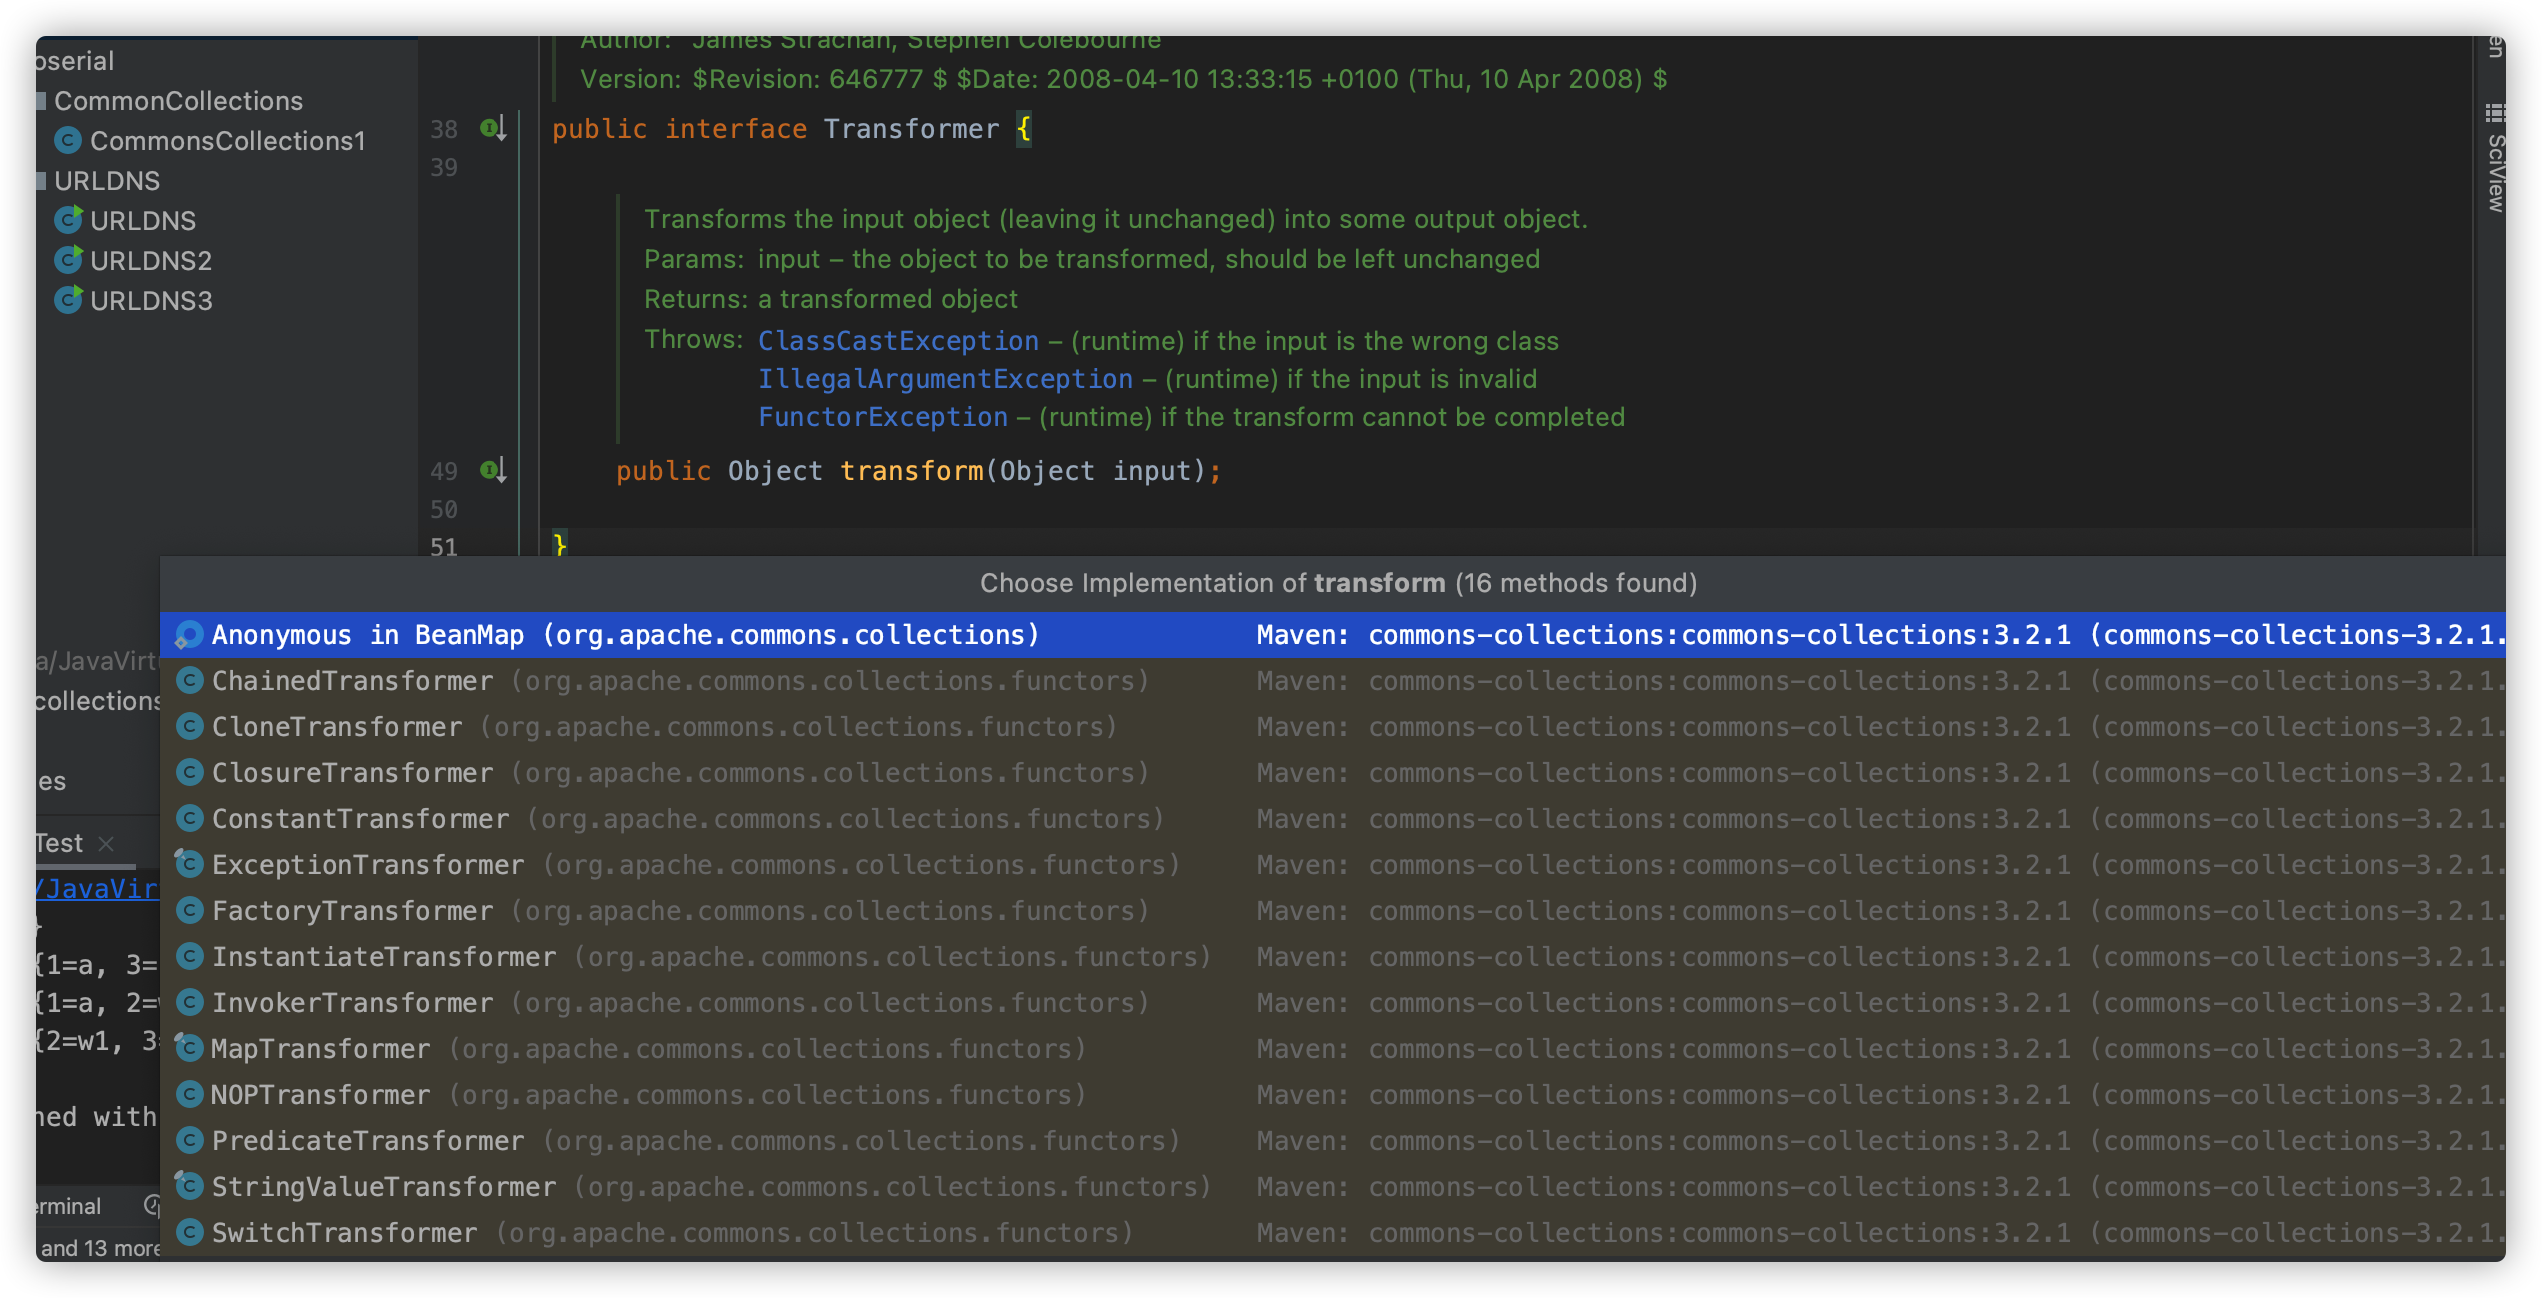 oserial
CommonCollections
CommonsCollections1
URLDNS
URLDNS
URLDNS2
URLDNS3
Author: James Strachan, Stephen Colebourne
Version: $Revision: 646777 $ $Date: 2008-04-10 13:33:15 +0100 (Thu, 10 Apr 2008) $
38 public interface Transformer {
39
Transforms the input object (leaving it unchanged) into some output object.
Params: input – the object to be transformed, should be left unchanged
Returns: a transformed object
Throws: ClassCastException – (runtime) if the input is the wrong class
IllegalArgumentException – (runtime) if the input is invalid
FunctorException – (runtime) if the transform cannot be completed
49 public Object transform(Object input);
50
51 }
en
SciView
a/JavaVirt
collections
es
Test
/JavaVir
}
{1=a, 3=
{1=a, 2=
{2=w1, 3=
ned with
erminal
and 13 more
Choose Implementation of transform (16 methods found)
Anonymous in BeanMap (org.apache.commons.collections) Maven: commons-collections:commons-collections:3.2.1 (commons-collections-3.2.1.
ChainedTransformer (org.apache.commons.collections.functors) Maven: commons-collections:commons-collections:3.2.1 (commons-collections-3.2.1.
CloneTransformer (org.apache.commons.collections.functors) Maven: commons-collections:commons-collections:3.2.1 (commons-collections-3.2.1.
ClosureTransformer (org.apache.commons.collections.functors) Maven: commons-collections:commons-collections:3.2.1 (commons-collections-3.2.1.
ConstantTransformer (org.apache.commons.collections.functors) Maven: commons-collections:commons-collections:3.2.1 (commons-collections-3.2.1.
ExceptionTransformer (org.apache.commons.collections.functors) Maven: commons-collections:commons-collections:3.2.1 (commons-collections-3.2.1.
FactoryTransformer (org.apache.commons.collections.functors) Maven: commons-collections:commons-collections:3.2.1 (commons-collections-3.2.1.
InstantiateTransformer (org.apache.commons.collections.functors) Maven: commons-collections:commons-collections:3.2.1 (commons-collections-3.2.1.
InvokerTransformer (org.apache.commons.collections.functors) Maven: commons-collections:commons-collections:3.2.1 (commons-collections-3.2.1.
MapTransformer (org.apache.commons.collections.functors) Maven: commons-collections:commons-collections:3.2.1 (commons-collections-3.2.1.
NOPTransformer (org.apache.commons.collections.functors) Maven: commons-collections:commons-collections:3.2.1 (commons-collections-3.2.1.
PredicateTransformer (org.apache.commons.collections.functors) Maven: commons-collections:commons-collections:3.2.1 (commons-collections-3.2.1.
StringValueTransformer (org.apache.commons.collections.functors) Maven: commons-collections:commons-collections:3.2.1 (commons-collections-3.2.1.
SwitchTransformer (org.apache.commons.collections.functors) Maven: commons-collections:commons-collections:3.2.1 (commons-collections-3.2.1.